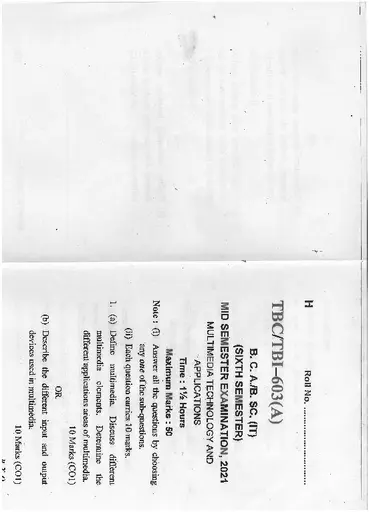 H Roll No. ..............................
TBC/TBI–603(A)
B. C. A./B. SC. (IT)
(SIXTH SEMESTER)
MID SEMESTER EXAMINATION, 2021
MULTIMEDIA TECHNOLOGY AND
APPLICATIONS
Time : 1½ Hours
Maximum Marks : 50
Note : (i) Answer all the questions by choosing
any one of the sub-questions.
(ii) Each question carries 10 marks.
1. (a) Define multimedia. Discuss different
multimedia elements. Determine the
different applications areas of multimedia.
10 Marks (CO1)
OR
(b) Describe the different input and output
devices used in multimedia.
10 Marks (CO1)